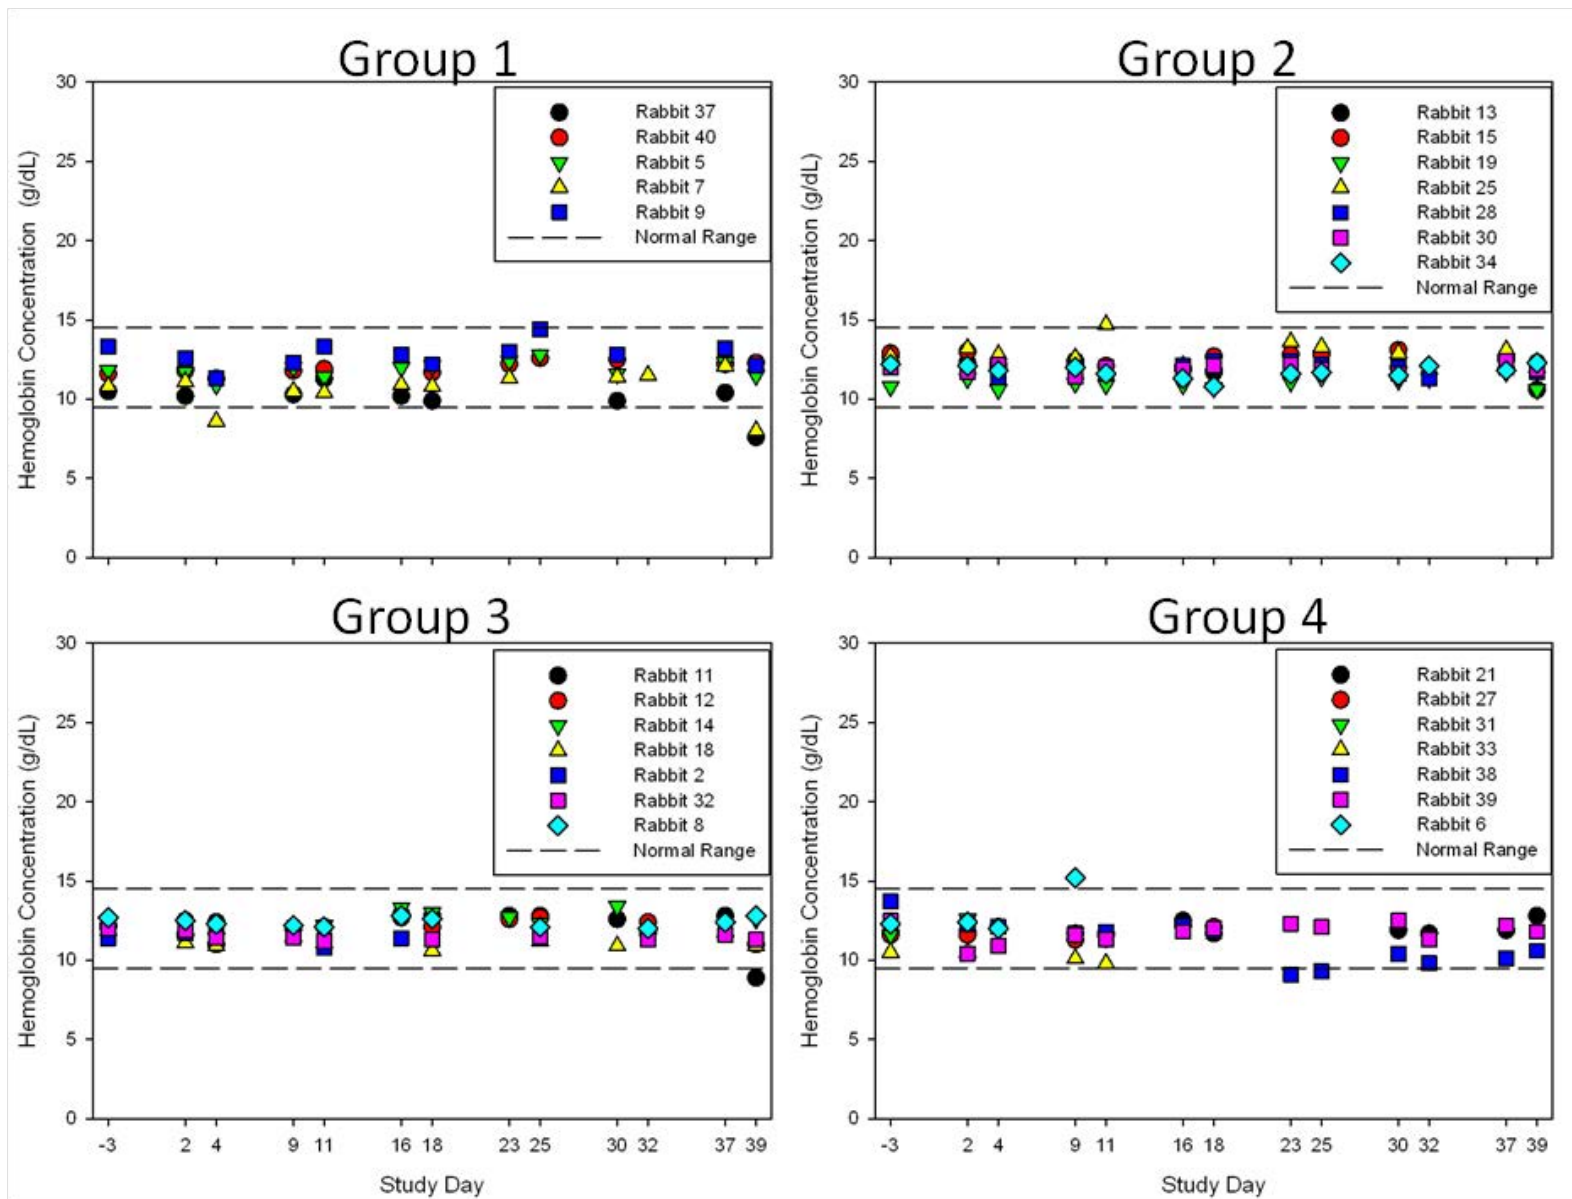 Group 1
Hemoglobin Concentration (g/dL)
30
25
20
15
10
5
0
Rabbit 37
Rabbit 40
Rabbit 5
Rabbit 7
Rabbit 9
Normal Range
Group 2
Hemoglobin Concentration (g/dL)
30
25
20
15
10
5
0
Rabbit 13
Rabbit 15
Rabbit 19
Rabbit 25
Rabbit 28
Rabbit 30
Rabbit 34
Normal Range
Group 3
Hemoglobin Concentration (g/dL)
30
25
20
15
10
5
0
Rabbit 11
Rabbit 12
Rabbit 14
Rabbit 18
Rabbit 2
Rabbit 32
Rabbit 8
Normal Range
-3 2 4 9 11 16 18 23 25 30 32 37 39
Study Day
Group 4
Hemoglobin Concentration (g/dL)
30
25
20
15
10
5
0
Rabbit 21
Rabbit 27
Rabbit 31
Rabbit 33
Rabbit 38
Rabbit 39
Rabbit 6
Normal Range
-3 2 4 9 11 16 18 23 25 30 32 37 39
Study Day